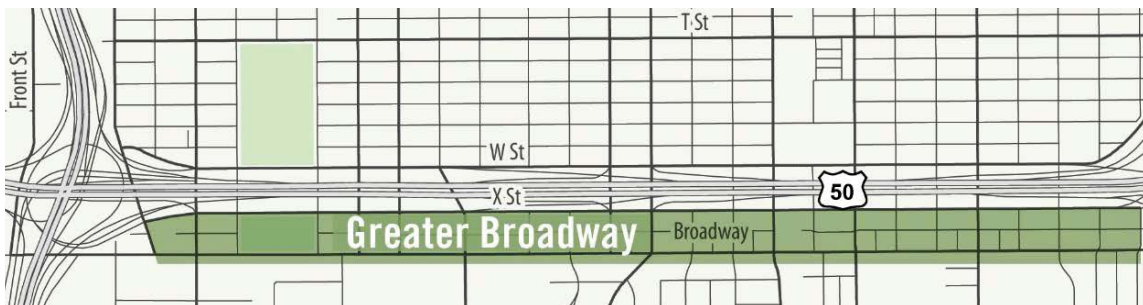 T St
Front St
W St
X St
50
Greater Broadway
Broadway